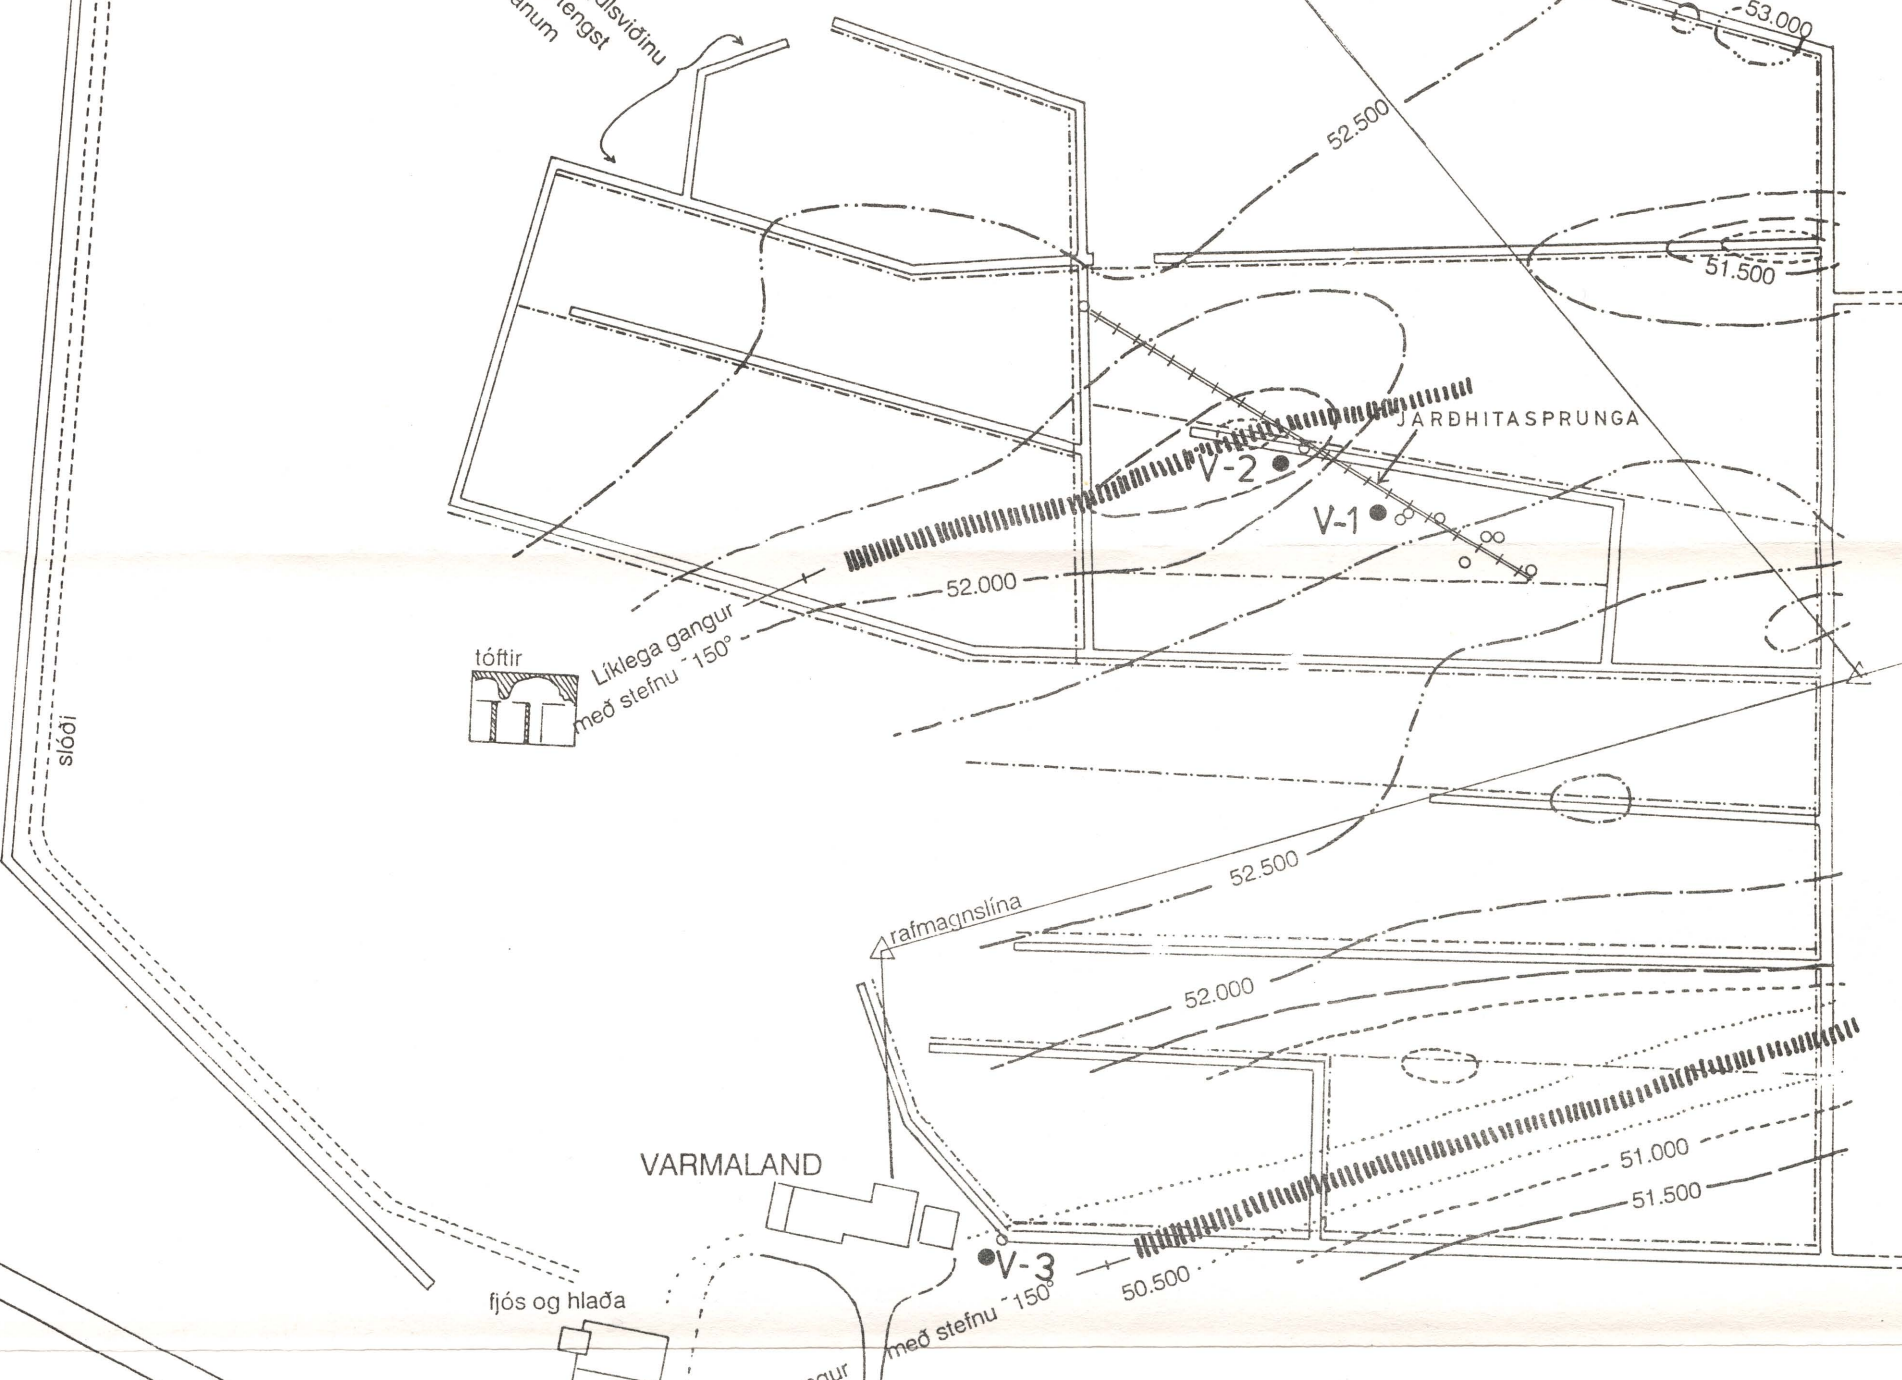 lengst
53.000
52.500
51.500
JARÐHITASPRUNGA
V-2
V-1
52.000
Líklega gangur
með stefnu ~150°
tóftir
slóði
52.500
rafmagnslína
52.000
VARMALAND
51.000
51.500
V-3
50.500
með stefnu ~150°
fjós og hlaða